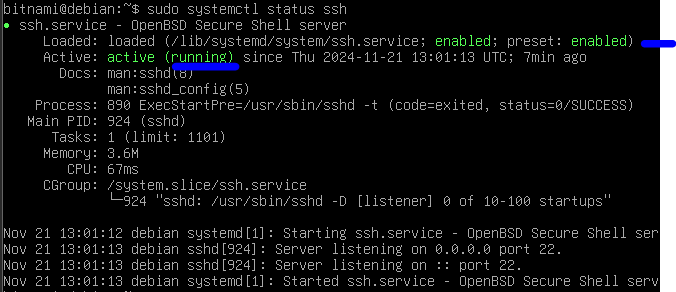 bitnami@debian:~$ sudo systemctl status ssh
● ssh.service - OpenBSD Secure Shell server
Loaded: loaded (/lib/systemd/system/ssh.service; enabled; preset: enabled)
Active: active (running) since Thu 2024-11-21 13:01:13 UTC; 7min ago
Docs: man:sshd(8)
man:sshd_config(5)
Process: 890 ExecStartPre=/usr/sbin/sshd -t (code=exited, status=0/SUCCESS)
Main PID: 924 (sshd)
Tasks: 1 (limit: 1101)
Memory: 3.6M
CPU: 67ms
CGroup: /system.slice/ssh.service
└─924 "sshd: /usr/sbin/sshd -D [listener] 0 of 10-100 startups"
Nov 21 13:01:12 debian systemd[1]: Starting ssh.service - OpenBSD Secure Shell ser
Nov 21 13:01:13 debian sshd[924]: Server listening on 0.0.0.0 port 22.
Nov 21 13:01:13 debian sshd[924]: Server listening on :: port 22.
Nov 21 13:01:13 debian systemd[1]: Started ssh.service - OpenBSD Secure Shell serv